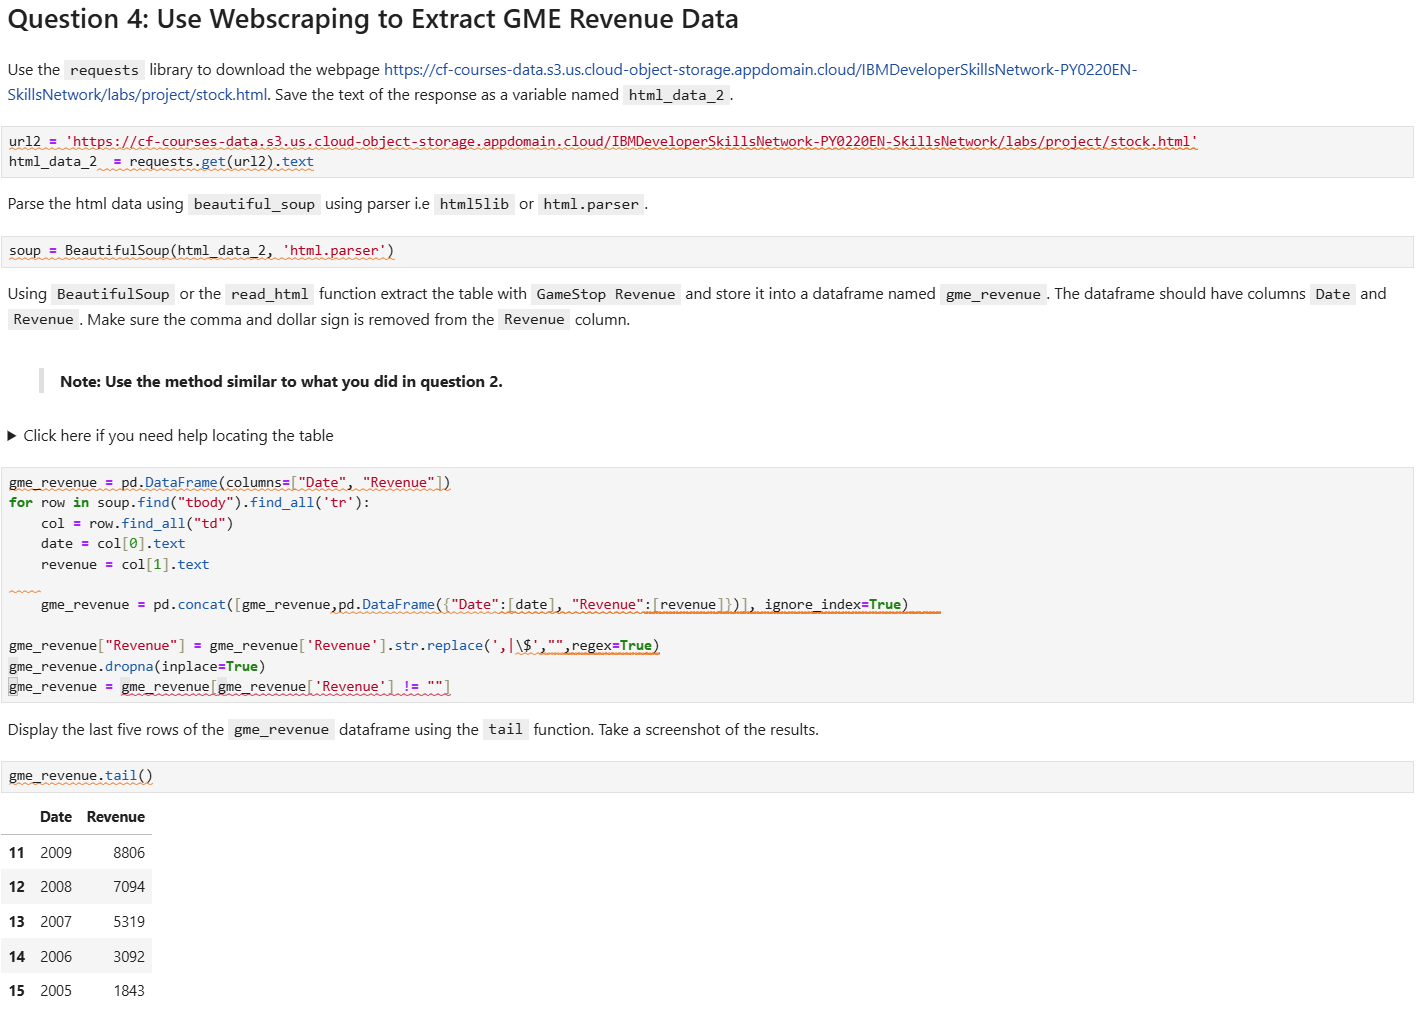 Question 4: Use Webscraping to Extract GME Revenue Data
Use the requests library to download the webpage https://cf-courses-data.s3.us.cloud-object-storage.appdomain.cloud/IBMDeveloperSkillsNetwork-PY0220EN-
SkillsNetwork/labs/project/stock.html. Save the text of the response as a variable named html_data_2.
url2 = 'https://cf-courses-data.s3.us.cloud-object-storage.appdomain.cloud/IBMDeveloperSkillsNetwork-PY0220EN-SkillsNetwork/labs/project/stock.html'
html_data_2  = requests.get(url2).text
Parse the html data using beautiful_soup using parser i.e html5lib or html.parser.
soup = BeautifulSoup(html_data_2, 'html.parser')
Using BeautifulSoup or the read_html function extract the table with GameStop Revenue and store it into a dataframe named gme_revenue. The dataframe should have columns Date and
Revenue. Make sure the comma and dollar sign is removed from the Revenue column.
Note: Use the method similar to what you did in question 2.
▶ Click here if you need help locating the table
gme_revenue = pd.DataFrame(columns=["Date", "Revenue"])
for row in soup.find("tbody").find_all('tr'):
    col = row.find_all("td")
    date = col[0].text
    revenue = col[1].text
    gme_revenue = pd.concat([gme_revenue,pd.DataFrame({"Date":[date], "Revenue":[revenue]})], ignore_index=True)
gme_revenue["Revenue"] = gme_revenue['Revenue'].str.replace(',|\$',"",regex=True)
gme_revenue.dropna(inplace=True)
gme_revenue = gme_revenue[gme_revenue['Revenue'] != ""]
Display the last five rows of the gme_revenue dataframe using the tail function. Take a screenshot of the results.
gme_revenue.tail()
Date Revenue
11 2009 8806
12 2008 7094
13 2007 5319
14 2006 3092
15 2005 1843